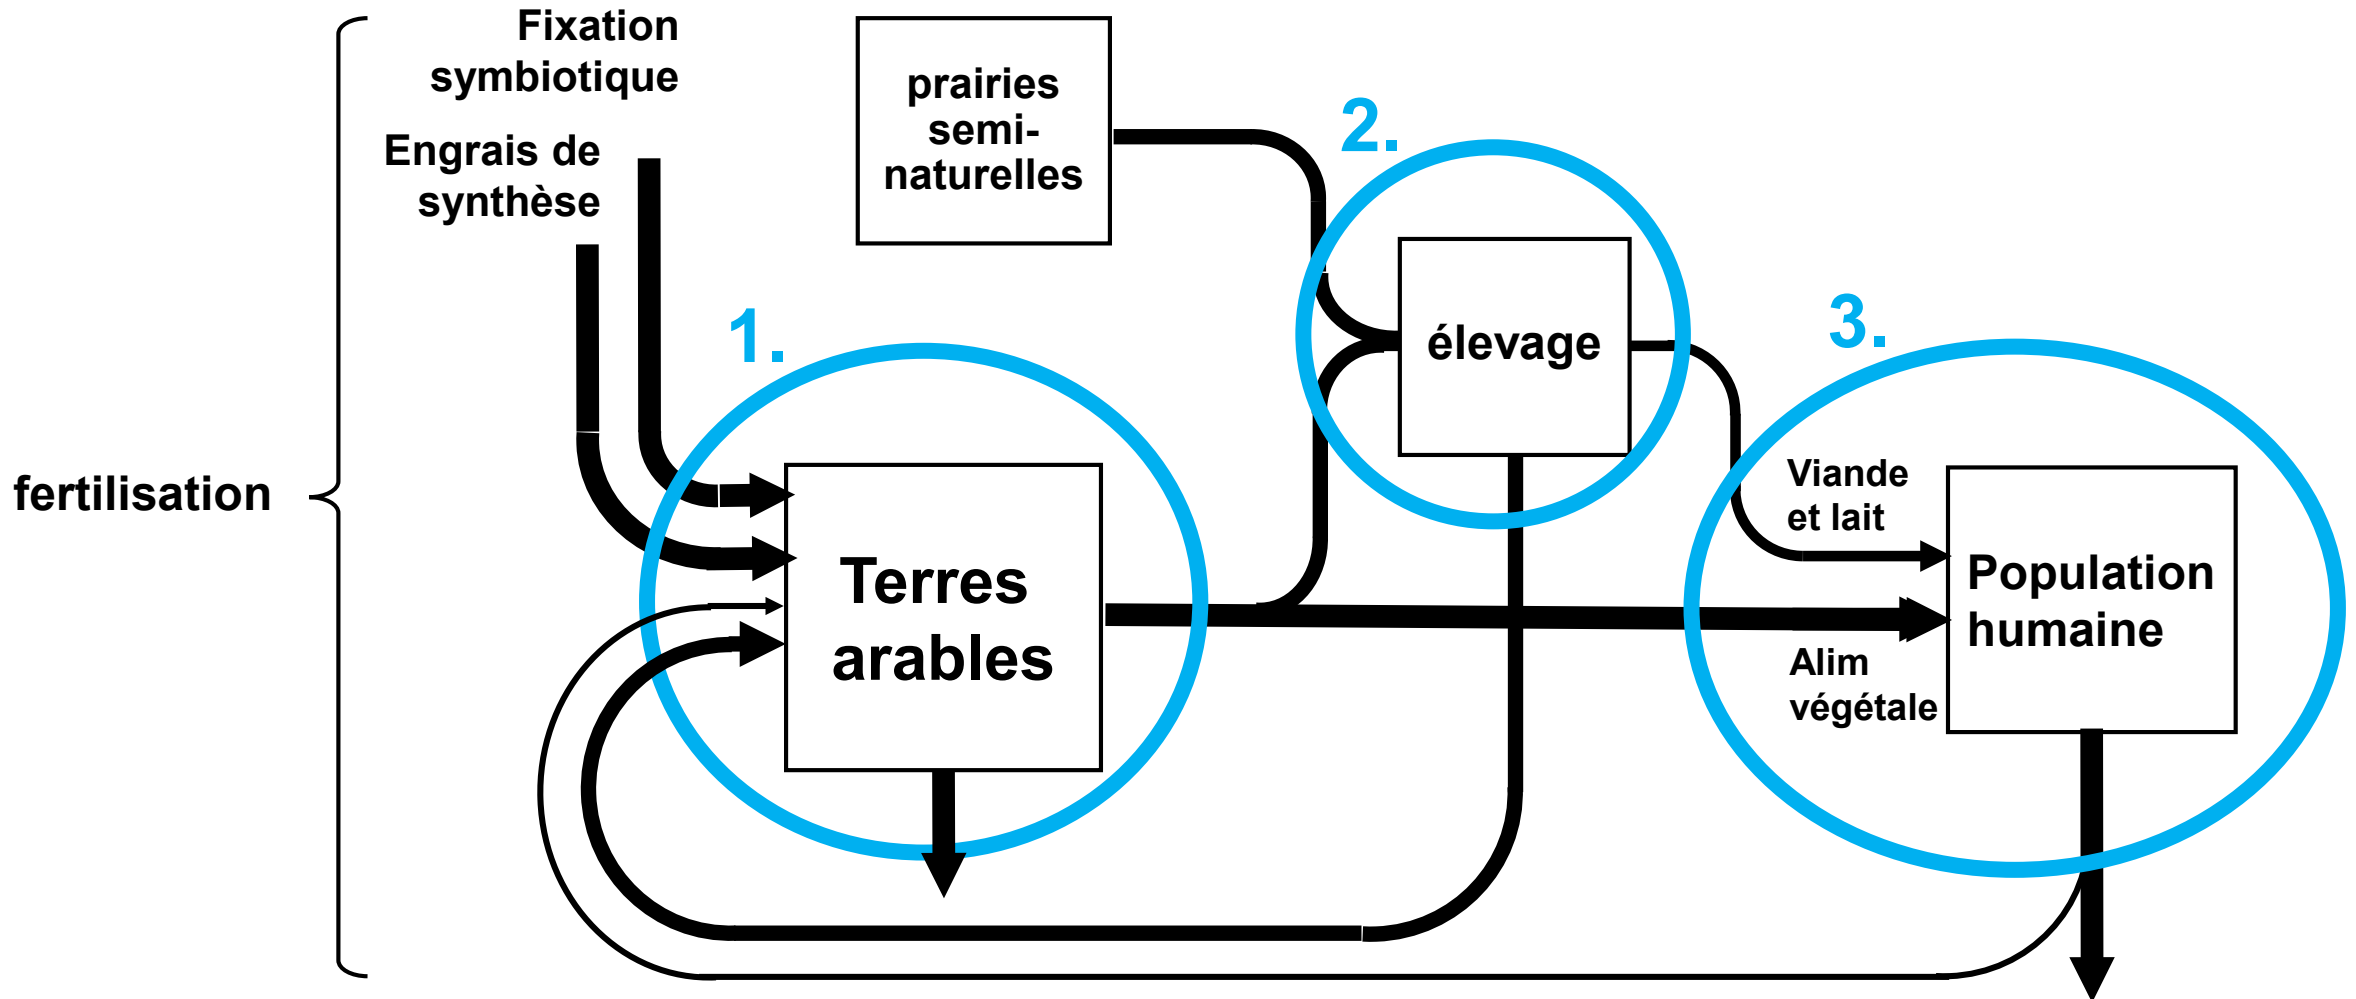 Fixation
symbiotique
Engrais de
synthèse
fertilisation
prairies
semi-
naturelles
1.
Terres
arables
2.
élevage
3.
Viande
et lait
Population
humaine
Alim
végétale